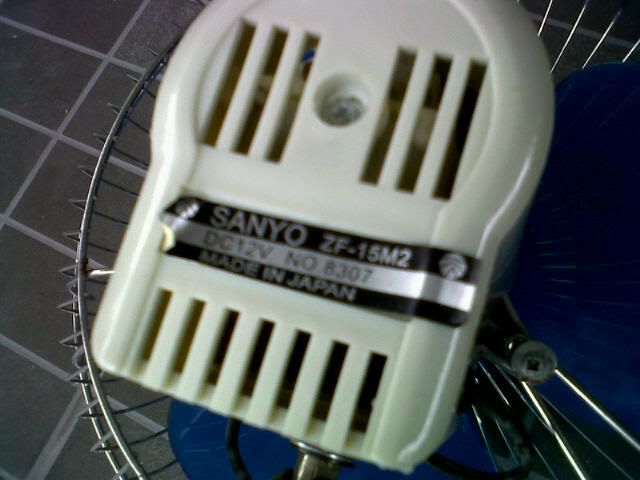 SANYO ZF-15M2
DC12V NO 8307
MADE IN JAPAN